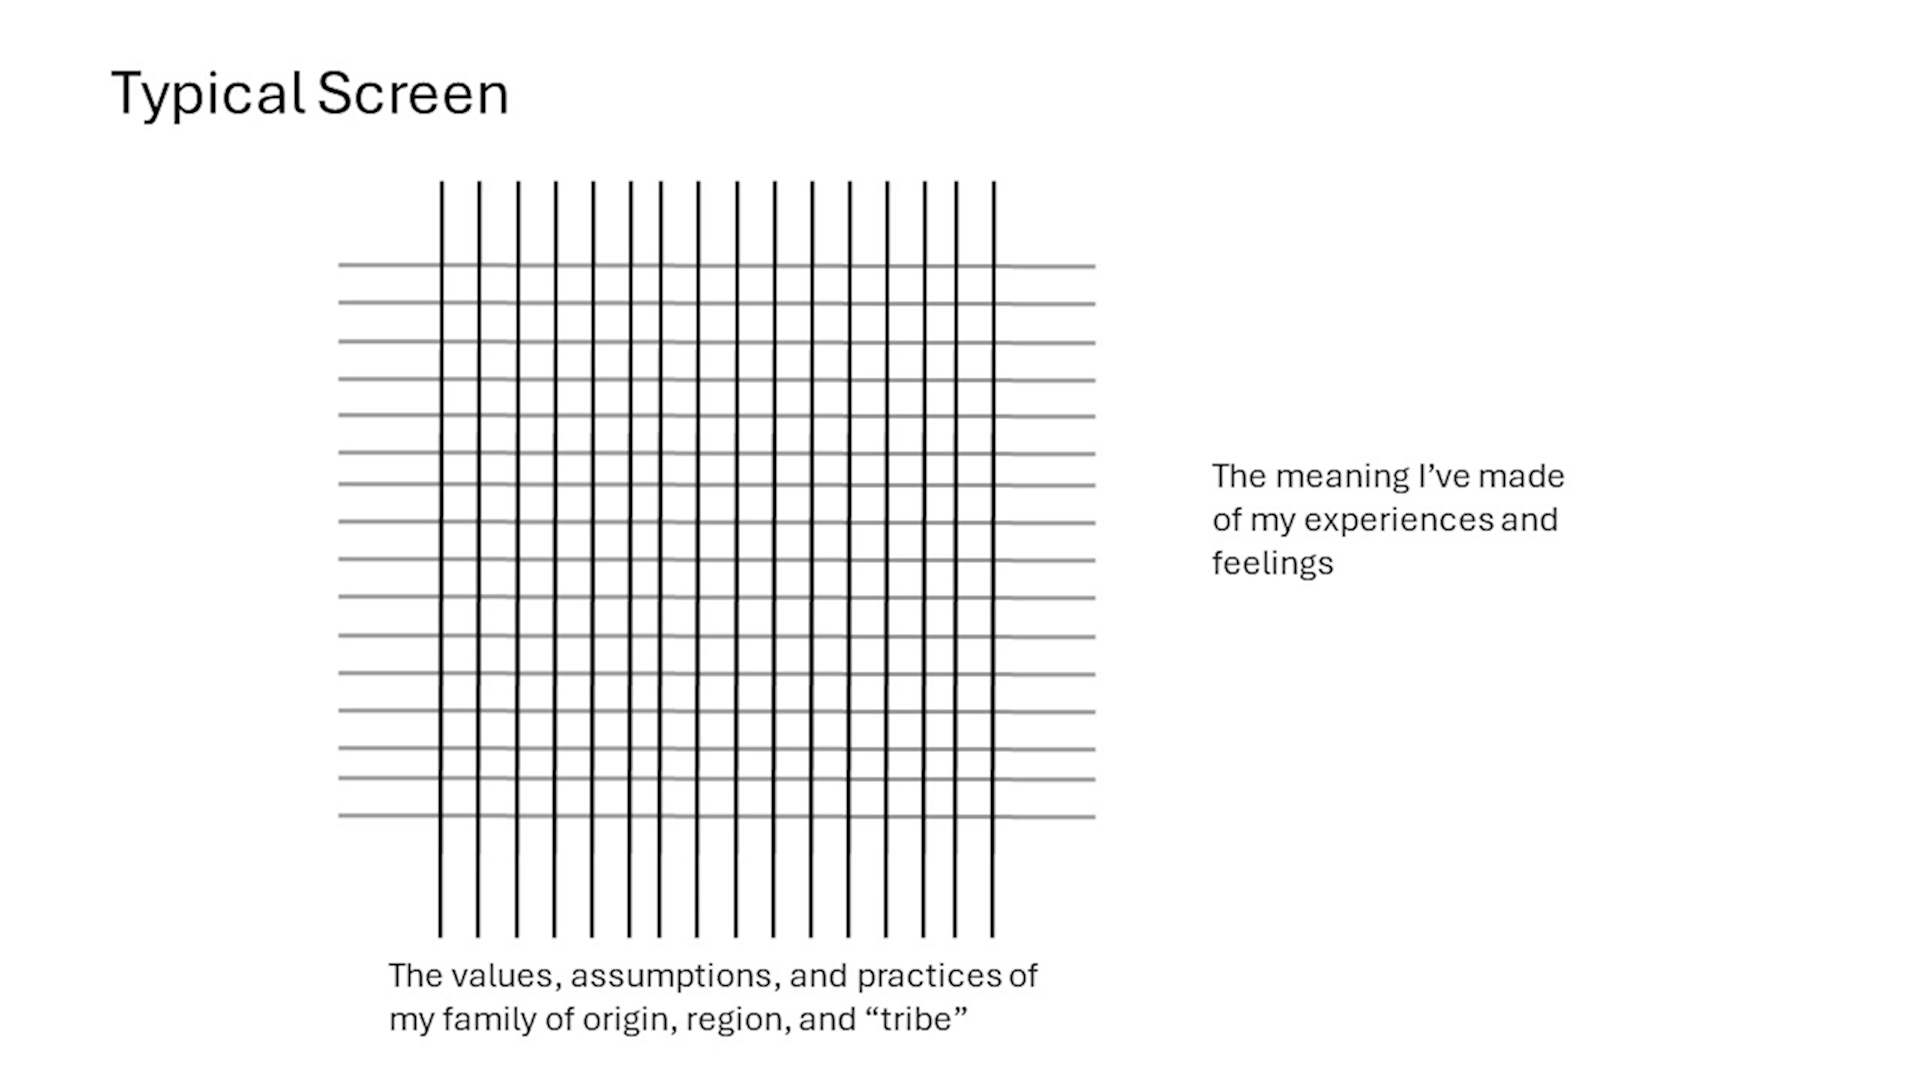 Typical Screen
The meaning I’ve made
of my experiences and
feelings
The values, assumptions, and practices of
my family of origin, region, and “tribe”